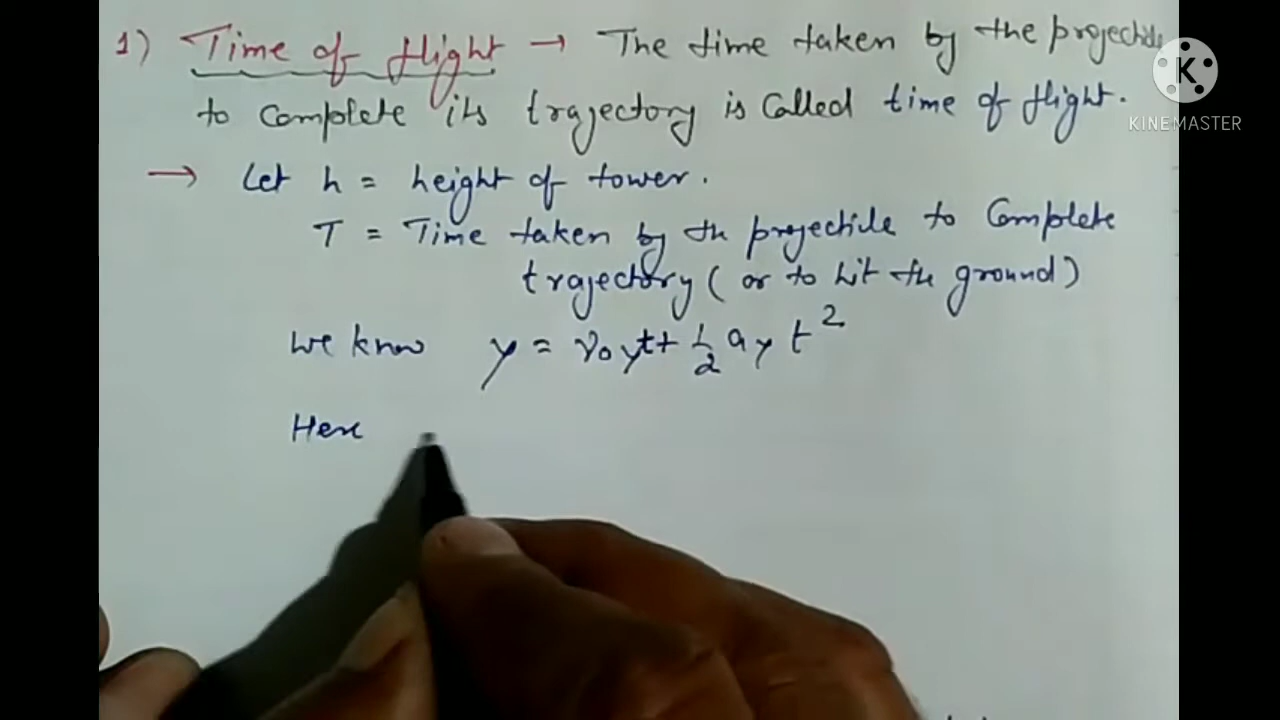 1) Time of flight → The time taken by the projectile
to complete its trajectory is called time of flight.
→ Let h = height of tower.
T = Time taken by the projectile to complete
trajectory (or to hit the ground)
We know y = v₀yt + 1/2 ay t²
Here
K
KINEMASTER